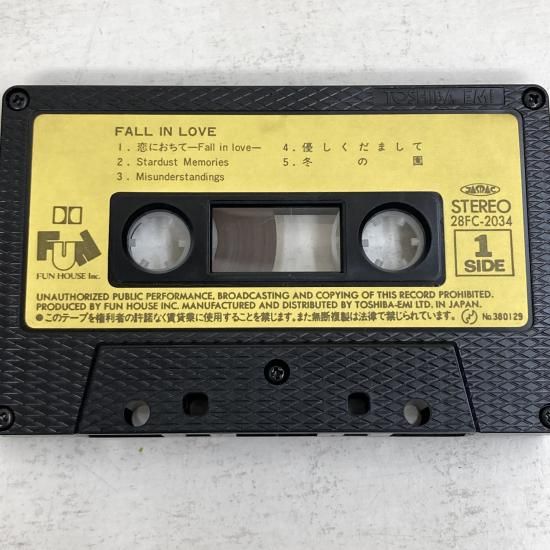 TOSHIBA EMI
FALL IN LOVE
1. 恋におちて—Fall in love—
2. Stardust Memories
3. Misunderstandings
4. 優しくだまして
5. 冬の園
JASRAC
STEREO
28FC-2034
1
SIDE
FUN
FUN HOUSE Inc.
UNAUTHORIZED PUBLIC PERFORMANCE, BROADCASTING AND COPYING OF THIS RECORD PROHIBITED.
PRODUCED BY FUN HOUSE INC. MANUFACTURED AND DISTRIBUTED BY TOSHIBA-EMI LTD. IN JAPAN.
●このテープを権利者の許諾なく賃貸業に使用することを禁じます。また無断複製は法律で禁じられています。 No.380129